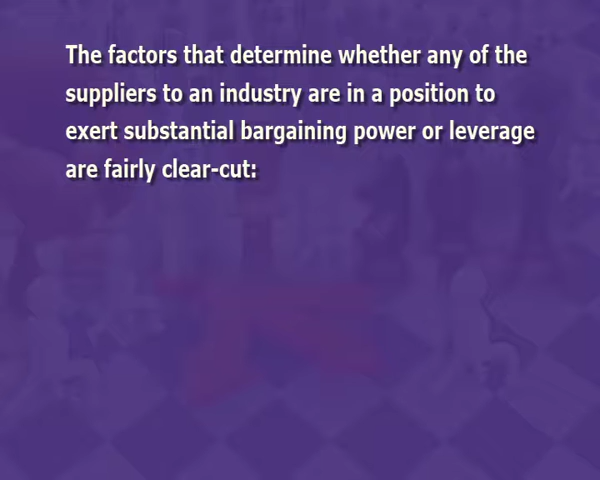 The factors that determine whether any of the
suppliers to an industry are in a position to
exert substantial bargaining power or leverage
are fairly clear-cut: